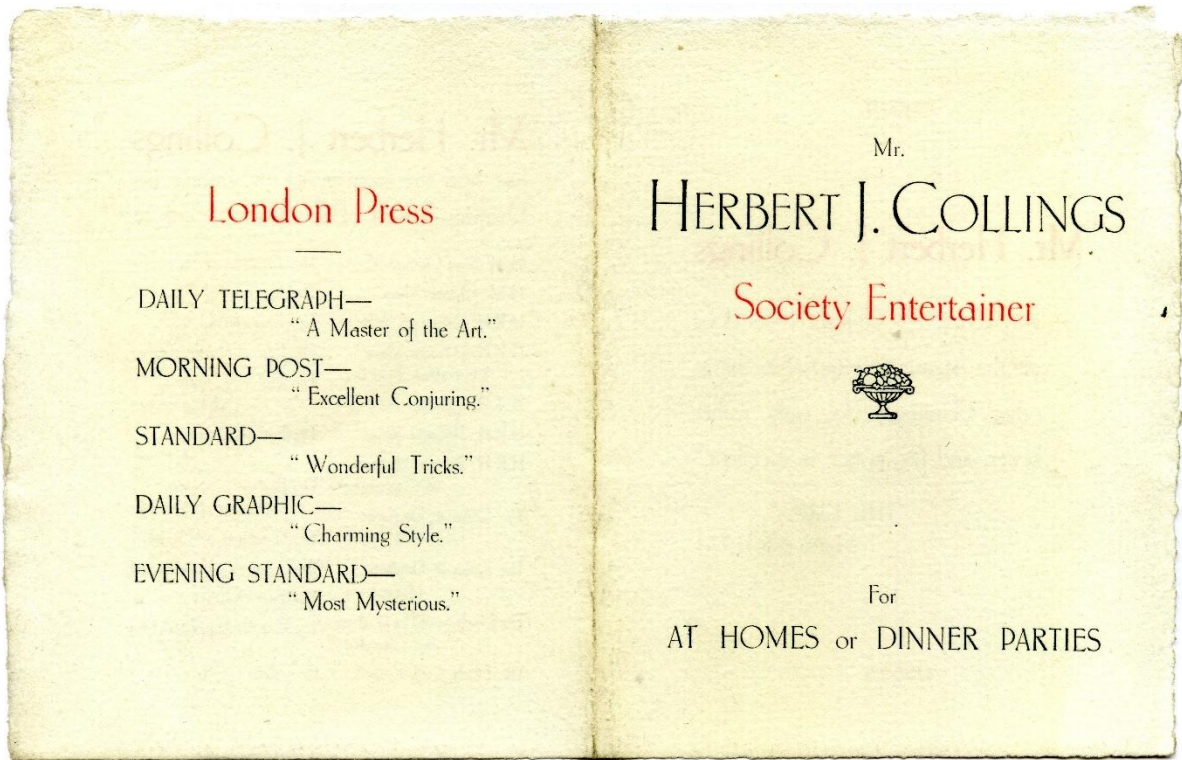 London Press
DAILY TELEGRAPH—
“ A Master of the Art.”
MORNING POST—
“ Excellent Conjuring.”
STANDARD—
“ Wonderful Tricks.”
DAILY GRAPHIC—
“ Charming Style.”
EVENING STANDARD—
“ Most Mysterious.”
Mr.
HERBERT J. COLLINGS
Society Entertainer
For
AT HOMES or DINNER PARTIES